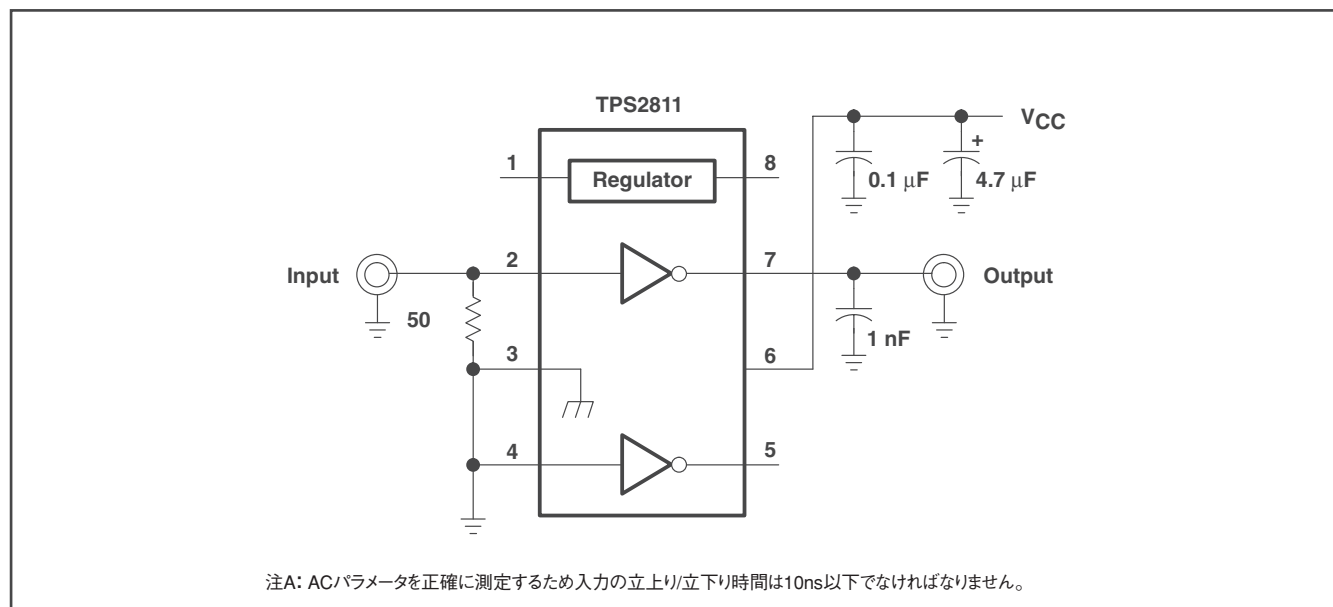 TPS2811
VCC
1
Regulator
8
0.1 μF
+
4.7 μF
Input
2
7
Output
50
3
6
1 nF
4
5
注A: ACパラメータを正確に測定するため入力の立上り/立下り時間は10ns以下でなければなりません。